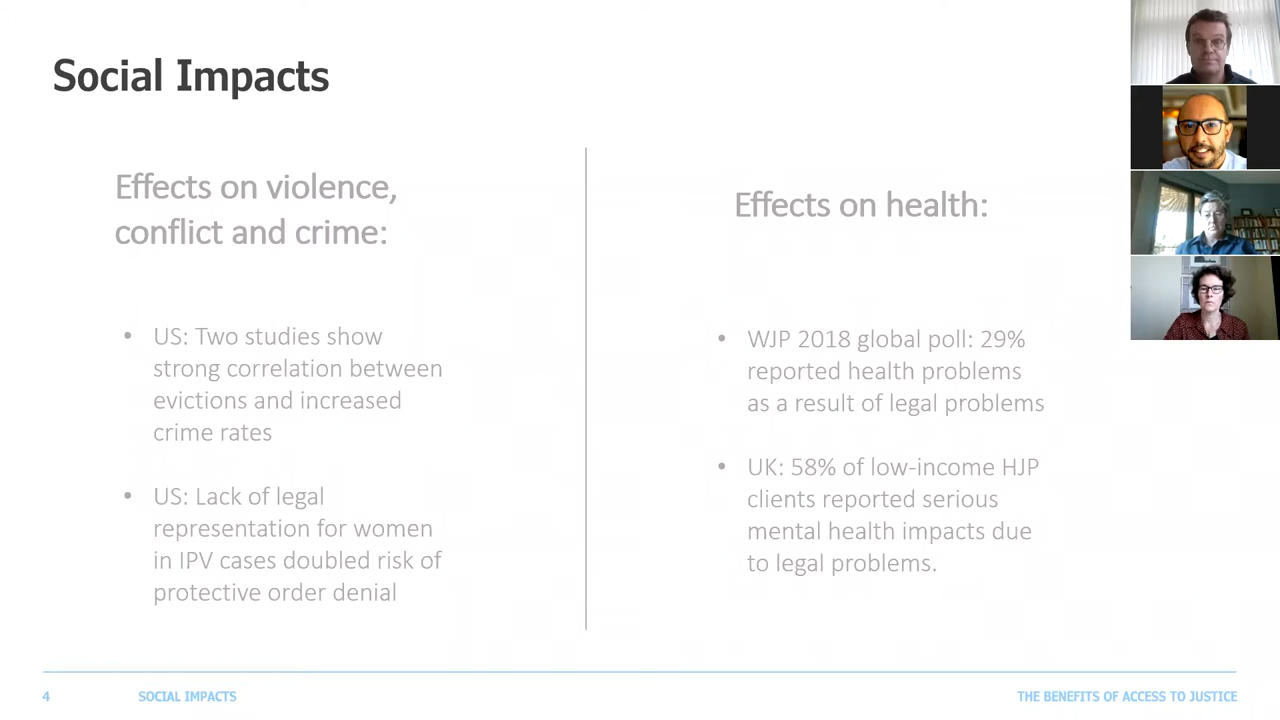 Social Impacts
Effects on violence,
conflict and crime:
• US: Two studies show
strong correlation between
evictions and increased
crime rates
• US: Lack of legal
representation for women
in IPV cases doubled risk of
protective order denial
Effects on health:
• WJP 2018 global poll: 29%
reported health problems
as a result of legal problems
• UK: 58% of low-income HJP
clients reported serious
mental health impacts due
to legal problems.
4
SOCIAL IMPACTS
THE BENEFITS OF ACCESS TO JUSTICE